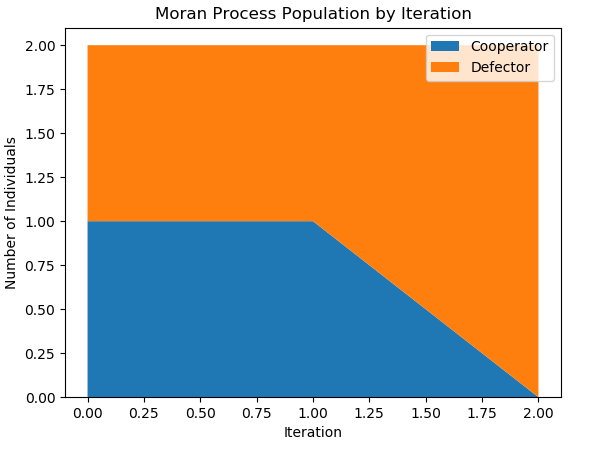 Moran Process Population by Iteration
Cooperator
Defector
Number of Individuals
2.00
1.75
1.50
1.25
1.00
0.75
0.50
0.25
0.00
0.00 0.25 0.50 0.75 1.00 1.25 1.50 1.75 2.00
Iteration